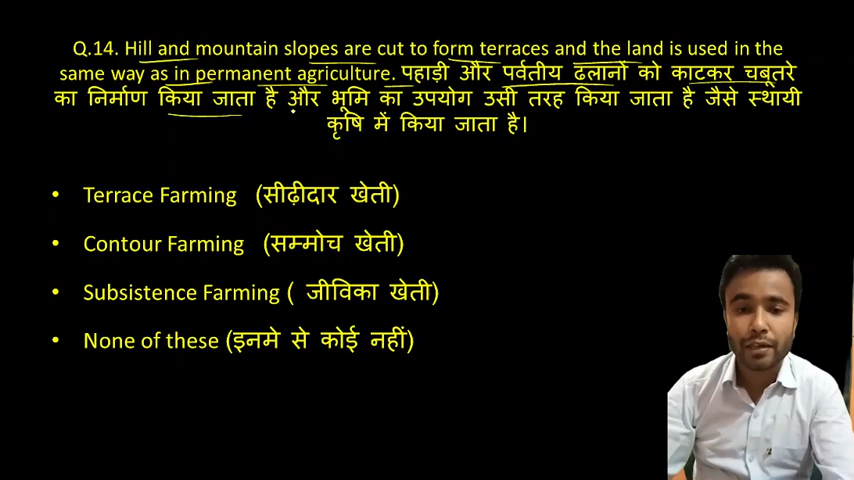 Q.14. Hill and mountain slopes are cut to form terraces and the land is used in the
same way as in permanent agriculture. पहाड़ी और पर्वतीय ढलानों को काटकर चबूतरे
का निर्माण किया जाता है और भूमि का उपयोग उसी तरह किया जाता है जैसे स्थायी
कृषि में किया जाता है।
• Terrace Farming (सीढ़ीदार खेती)
• Contour Farming (सम्मोच खेती)
• Subsistence Farming ( जीविका खेती)
• None of these (इनमे से कोई नहीं)